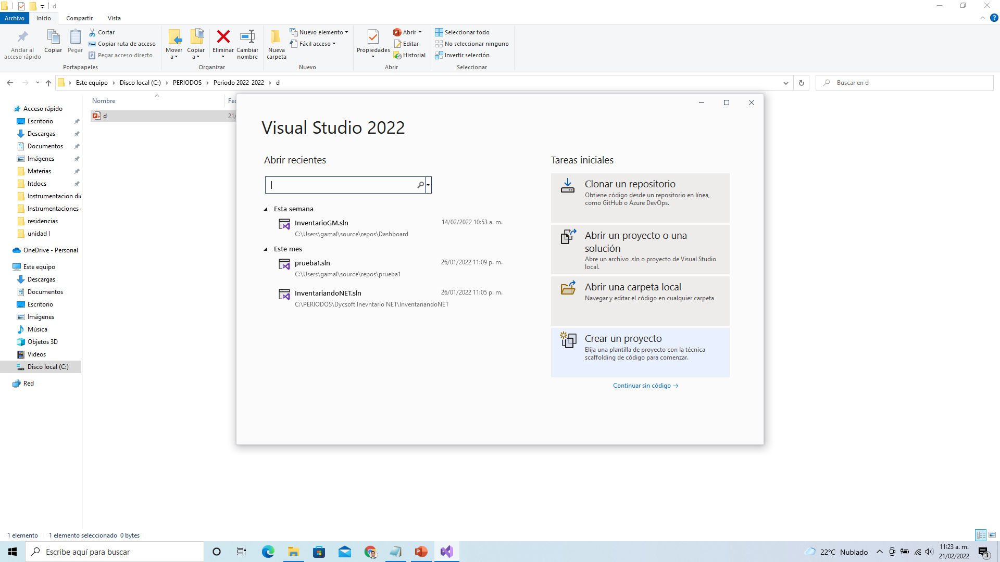 d
Archivo
Inicio
Compartir
Vista
Anclar al
acceso rápido
Copiar
Pegar
Cortar
Copiar ruta de acceso
Pegar acceso directo
Portapapeles
Mover
a
Copiar
a
Eliminar
Cambiar
nombre
Organizar
Nueva
carpeta
Nuevo elemento
Fácil acceso
Nuevo
Propiedades
Abrir
Editar
Historial
Abrir
Seleccionar todo
No seleccionar ninguno
Invertir selección
Seleccionar
Este equipo
Disco local (C:)
PERIODOS
Periodo 2022-2022
d
Buscar en d
Nombre
Fec
d
21/
Acceso rápido
Escritorio
Descargas
Documentos
Imágenes
Materias
htdocs
Instrumentacion dic
Instrumentaciones
residencias
unidad I
OneDrive - Personal
Este equipo
Descargas
Documentos
Escritorio
Imágenes
Música
Objetos 3D
Videos
Disco local (C:)
Red
Visual Studio 2022
Abrir recientes
Esta semana
InventarioGM.sln
14/02/2022 10:53 a. m.
C:\Users\gamal\source\repos\Dashboard
Este mes
prueba1.sln
26/01/2022 11:09 p. m.
C:\Users\gamal\source\repos\prueba1
InventariandoNET.sln
26/01/2022 11:05 p. m.
C:\PERIODOS\Dycsoft Inevntario NET\InventariandoNET
Tareas iniciales
Clonar un repositorio
Obtiene código desde un repositorio en línea,
como GitHub o Azure DevOps.
Abrir un proyecto o una
solución
Abre un archivo .sln o proyecto de Visual Studio
local.
Abrir una carpeta local
Navegar y editar el código en cualquier carpeta
Crear un proyecto
Elija una plantilla de proyecto con la técnica
scaffolding de código para comenzar.
Continuar sin código →
1 elemento
1 elemento seleccionado 0 bytes
Escribe aquí para buscar
22°C Nublado
11:23 a. m.
21/02/2022
3